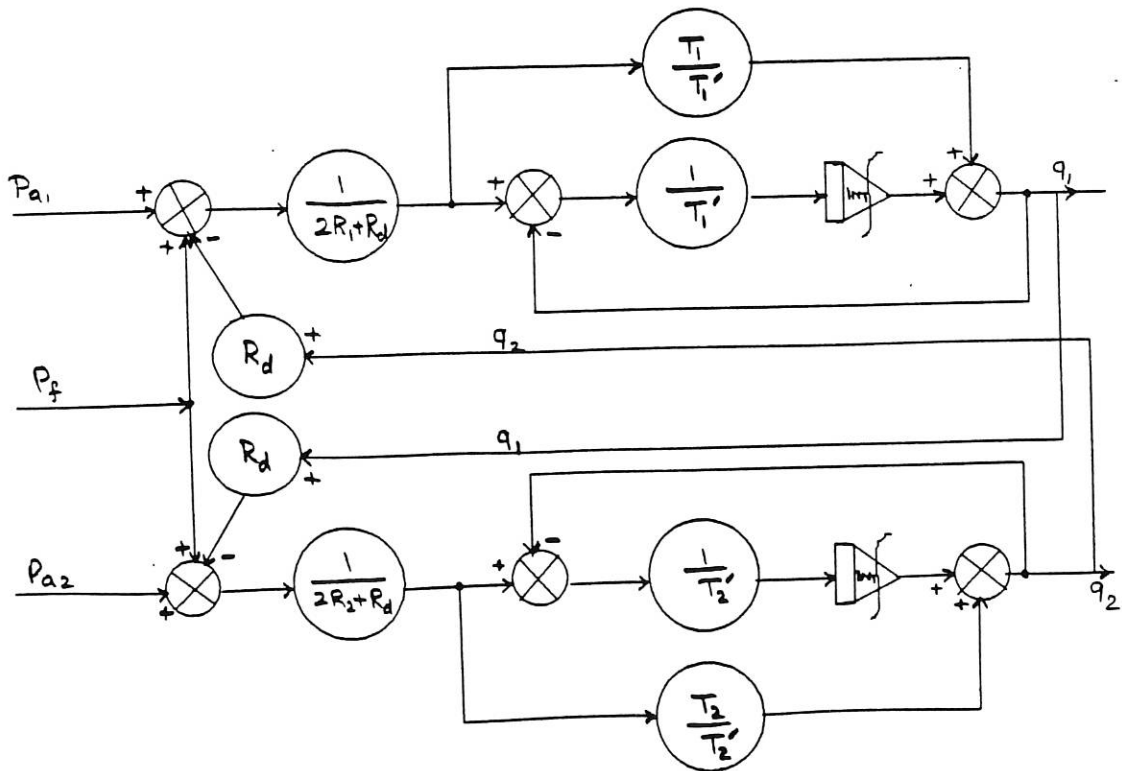 T₁
T₁′
Pa₁
+
+
-
1
2R₁+Rd
+
-
1
T₁′
+
+
q₁
Rd
+
q₂
Pf
Rd
+
q₁
Pa₂
+
-
+
1
2R₂+Rd
+
-
1
T₂′
+
+
q₂
T₂
T₂′